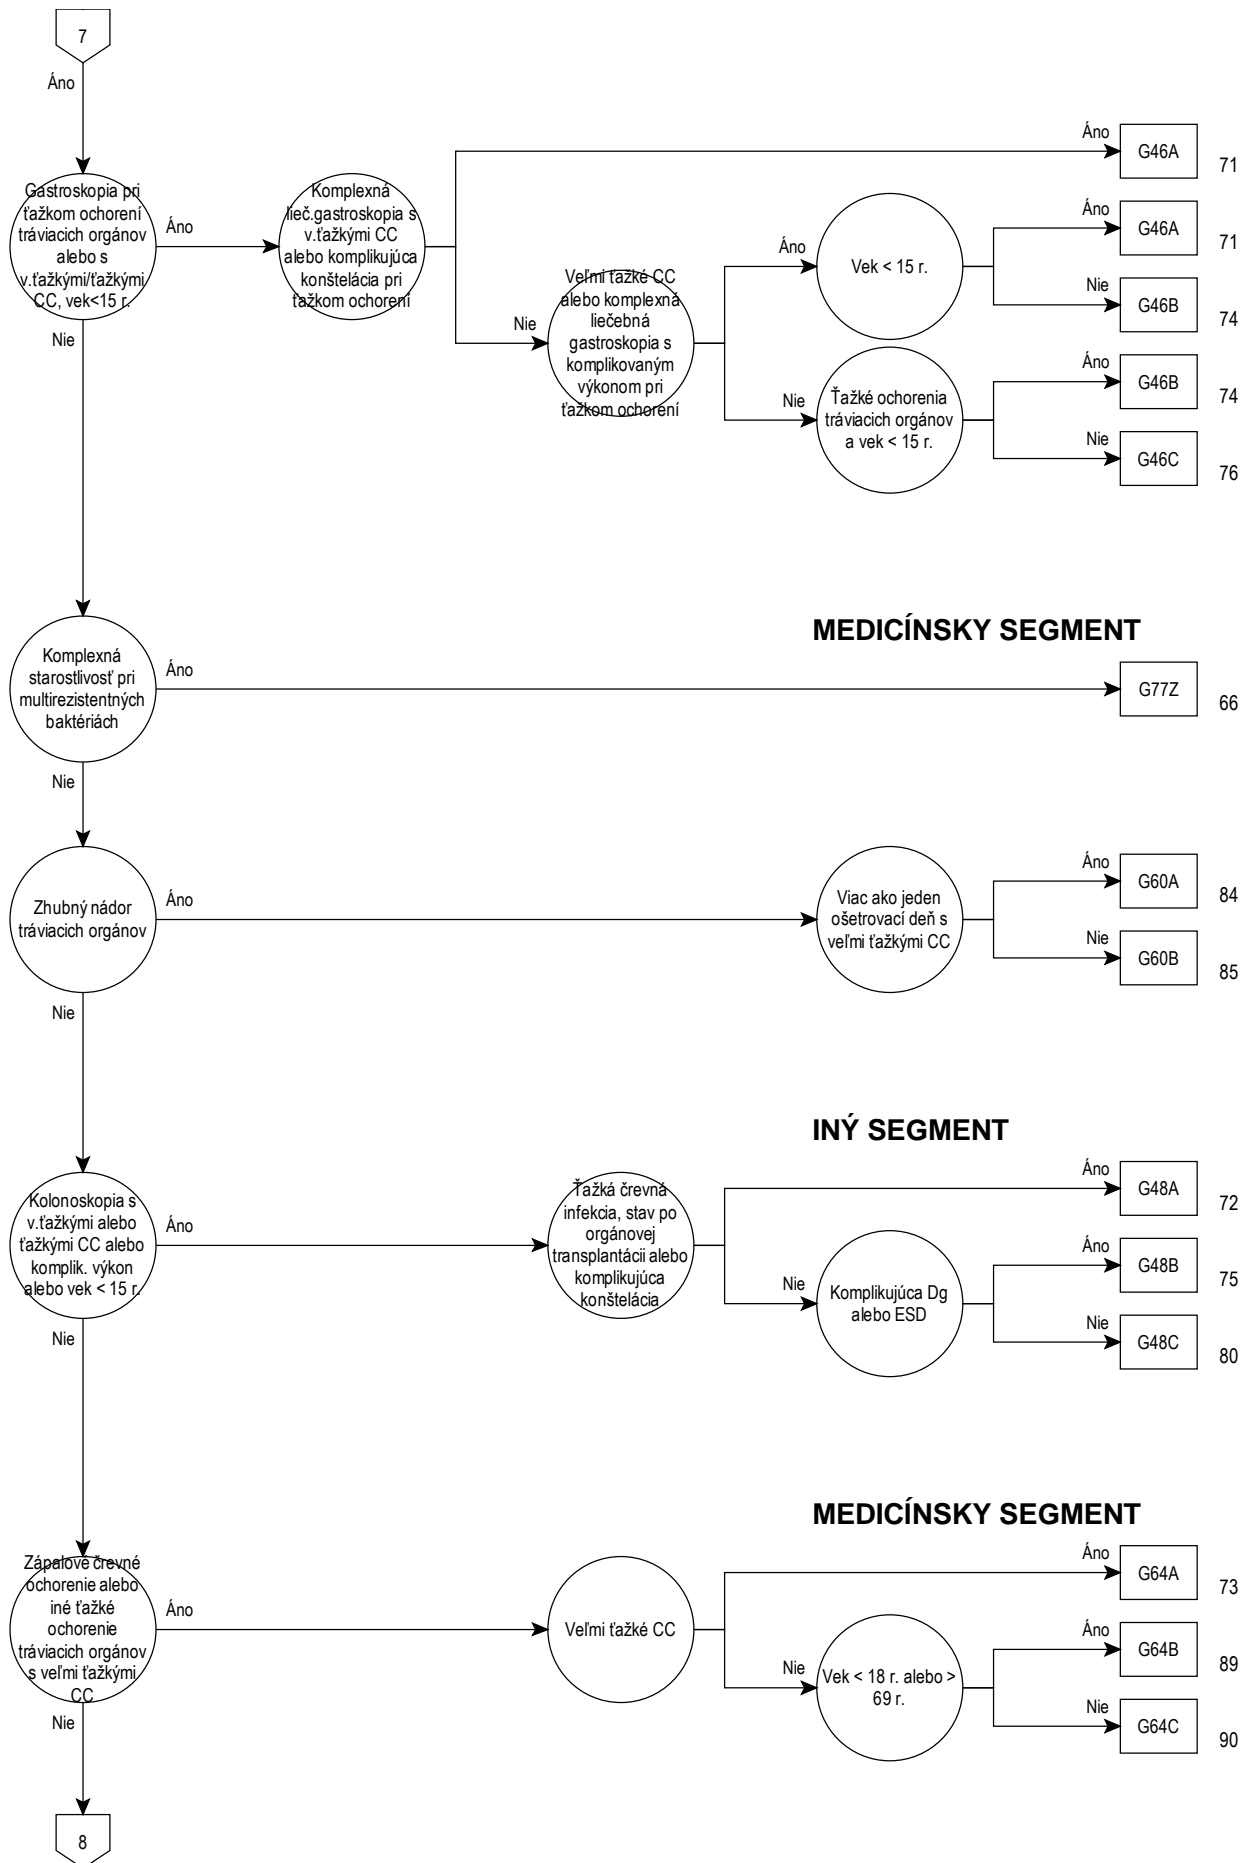 7
Áno
Gastroskopia pri
ťažkom ochorení
tráviacich orgánov
alebo s
v.ťažkými/ťažkými
CC, vek<15 r.
Áno
Nie
Komplexná
lieč.gastroskopia s
v.ťažkými CC
alebo komplikujúca
konštelácia pri
ťažkom ochorení
Áno
G46A
71
Nie
Veľmi ťažké CC
alebo komplexná
liečebná
gastroskopia s
komplikovaným
výkonom pri
ťažkom ochorení
Áno
Vek < 15 r.
Áno
G46A
71
Nie
G46B
74
Nie
Ťažké ochorenia
tráviacich orgánov
a vek < 15 r.
Áno
G46B
74
Nie
G46C
76
MEDICÍNSKY SEGMENT
Komplexná
starostlivosť pri
multirezistentných
baktériách
Áno
G77Z
66
Nie
Zhubný nádor
tráviacich orgánov
Áno
Viac ako jeden
ošetrovací deň s
veľmi ťažkými CC
Áno
G60A
84
Nie
G60B
85
Nie
INÝ SEGMENT
Kolonoskopia s
v.ťažkými alebo
ťažkými CC alebo
komplik. výkon
alebo vek < 15 r.
Áno
Ťažká črevná
infekcia, stav po
orgánovej
transplantácii alebo
komplikujúca
konštelácia
Áno
G48A
72
Nie
Komplikujúca Dg
alebo ESD
Áno
G48B
75
Nie
G48C
80
Nie
MEDICÍNSKY SEGMENT
Zápalové črevné
ochorenie alebo
iné ťažké
ochorenie
tráviacich orgánov
s veľmi ťažkými
CC
Áno
Veľmi ťažké CC
Áno
G64A
73
Nie
Vek < 18 r. alebo >
69 r.
Áno
G64B
89
Nie
G64C
90
Nie
8